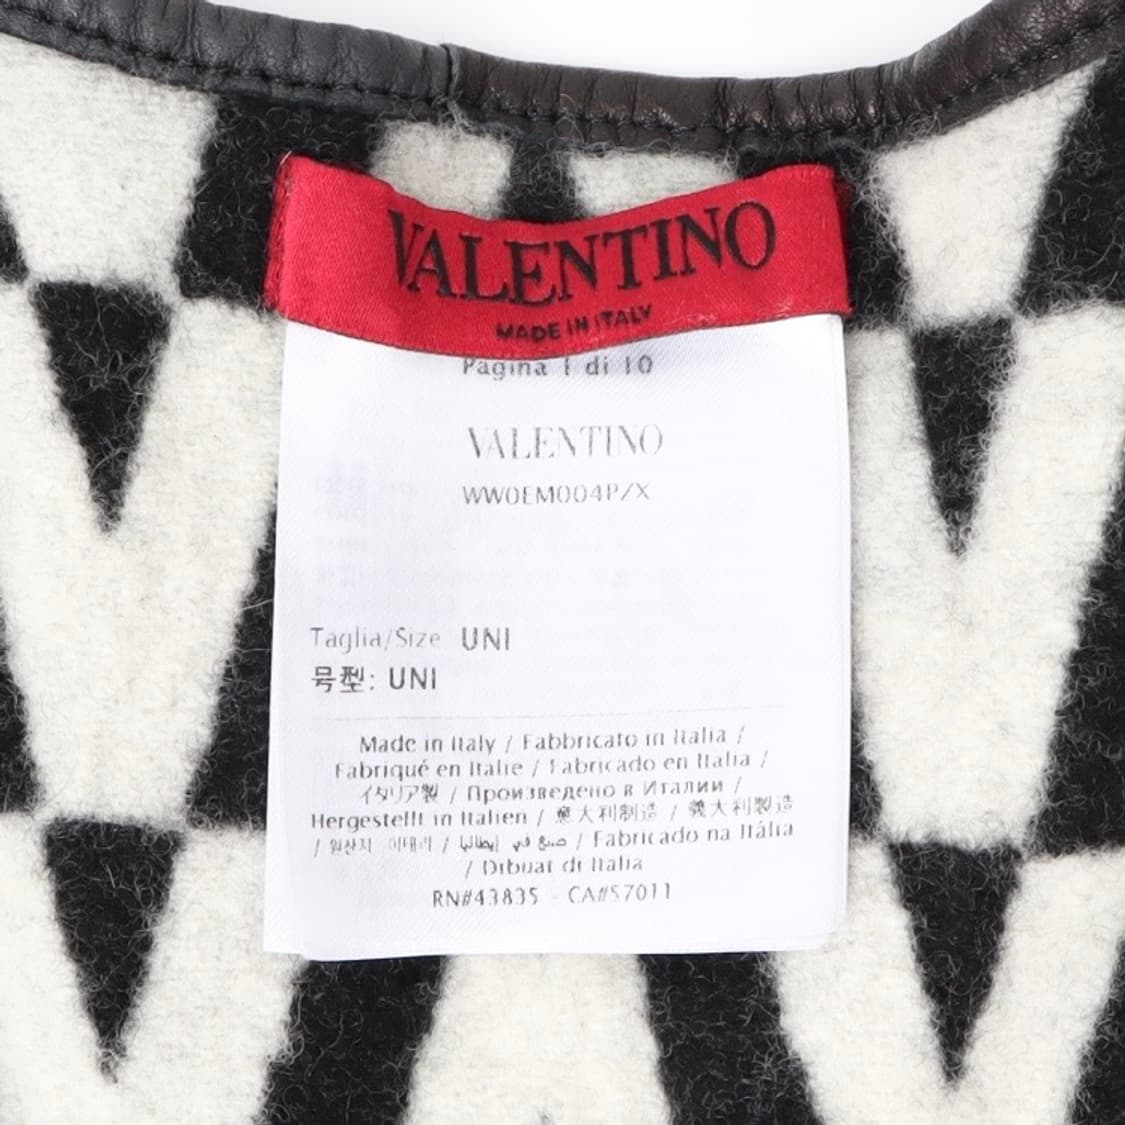 VALENTINO
MADE IN ITALY
Pagina 1 di 10
VALENTINO
WW0EM004PZX
Taglia/Size UNI
号型: UNI
Made in Italy / Fabbricato in Italia /
Fabriqué en Italie / Fabricado en Italia /
イタリア製 / Произведено в Италии /
Hergestellt in Italien / 意大利制造 / 義大利製造
/ 원산지 이태리 / صنع في إيطاليا / Fabricado na Itália
/ Dibuat di Italia
RN#43835 - CA#57011